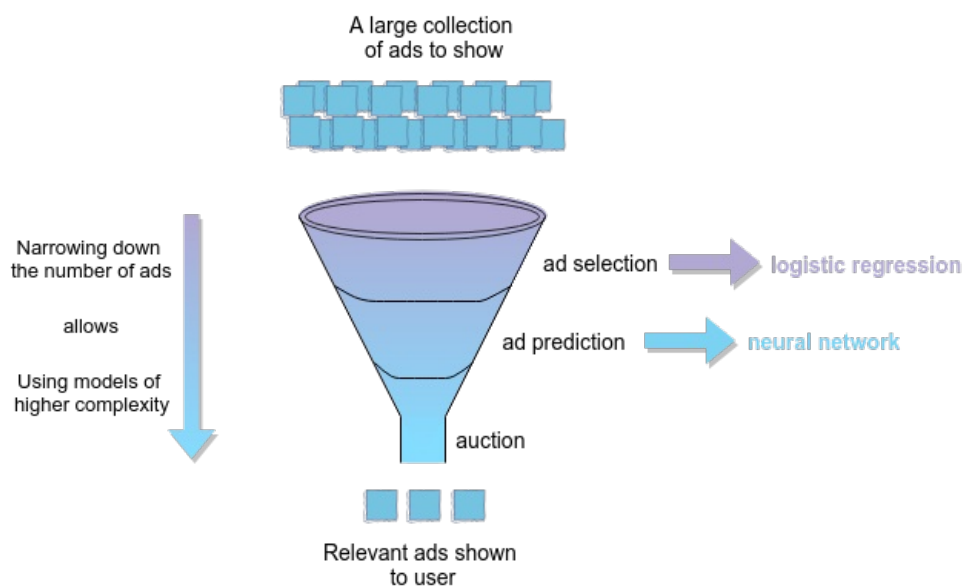 A large collection
of ads to show
Narrowing down
the number of ads
allows
Using models of
higher complexity
ad selection
logistic regression
ad prediction
neural network
auction
Relevant ads shown
to user